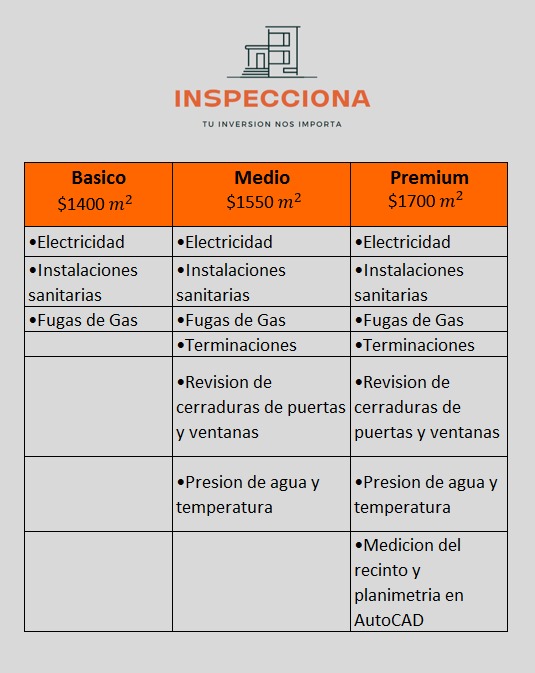 INSPECCIONA
TU INVERSION NOS IMPORTA
Basico
$1400 m²
Medio
$1550 m²
Premium
$1700 m²
•Electricidad
•Electricidad
•Electricidad
•Instalaciones
sanitarias
•Instalaciones
sanitarias
•Instalaciones
sanitarias
•Fugas de Gas
•Fugas de Gas
•Fugas de Gas
•Terminaciones
•Terminaciones
•Revision de
cerraduras de puertas
y ventanas
•Revision de
cerraduras de
puertas y ventanas
•Presion de agua y
temperatura
•Presion de agua y
temperatura
•Medicion del
recinto y
planimetria en
AutoCAD